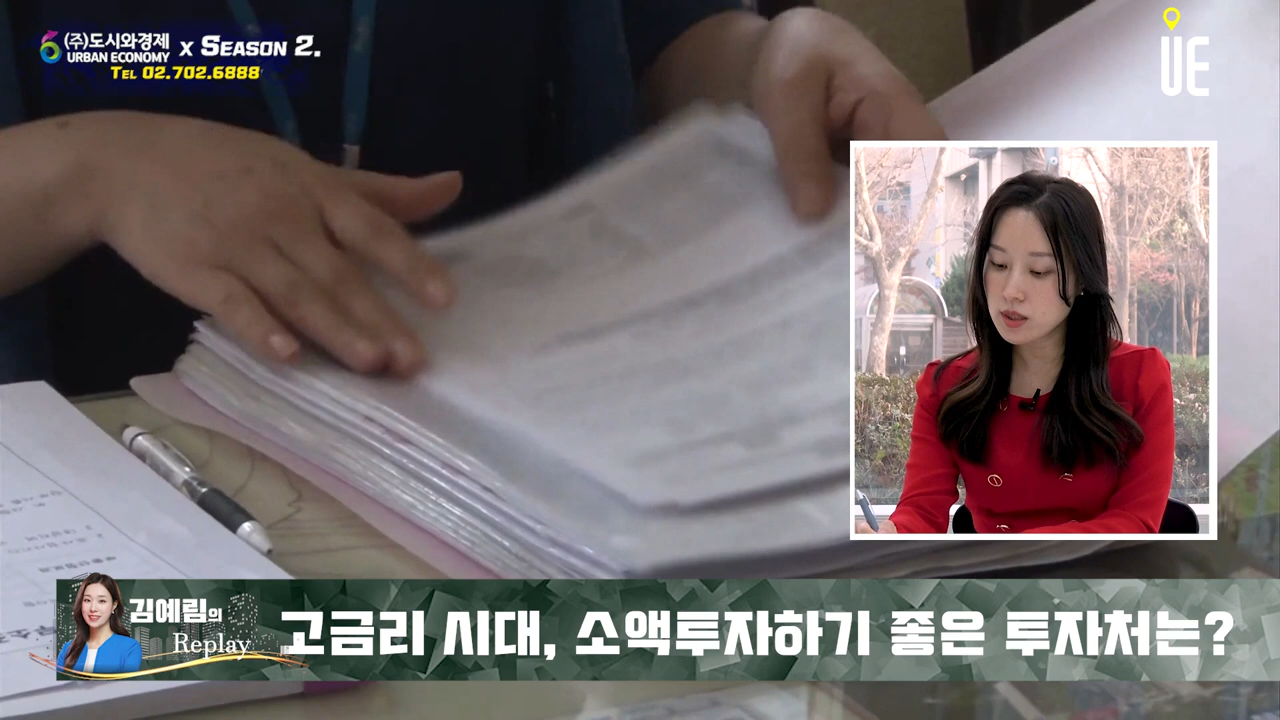 (주)도시와경제
URBAN ECONOMY
x SEASON 2.
TEL 02.702.6888
UE
김예림의
Replay
고금리 시대, 소액투자하기 좋은 투자처는?